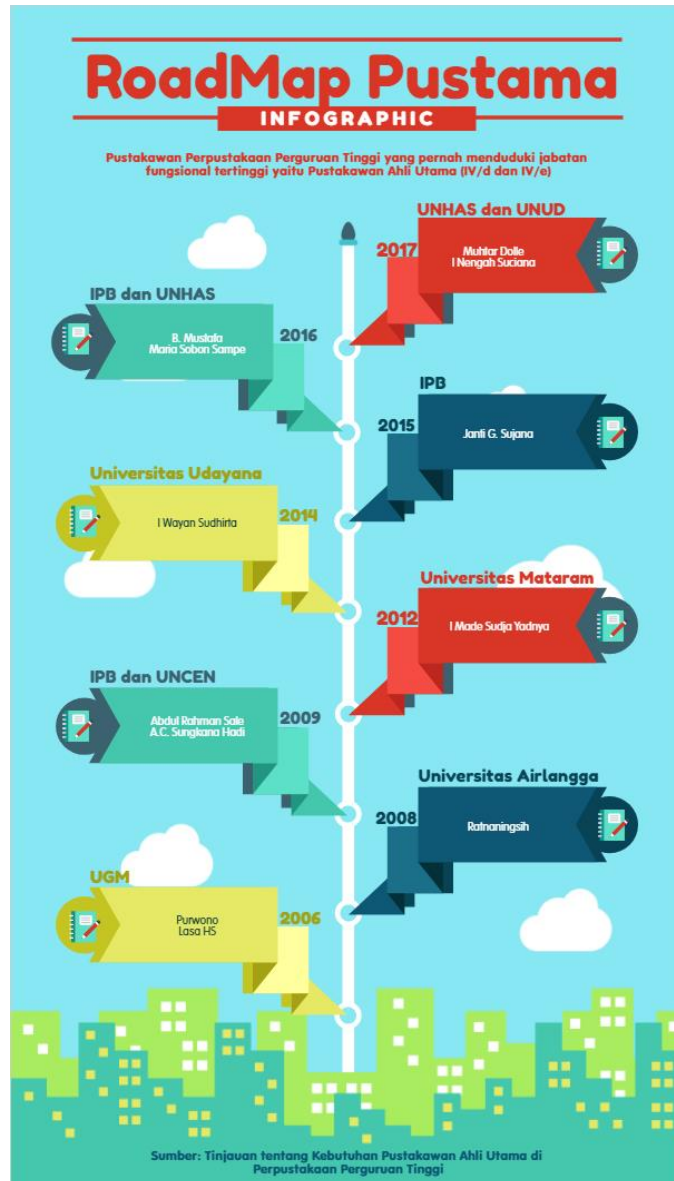 RoadMap Pustama
INFOGRAPHIC
Pustakawan Perpustakaan Perguruan Tinggi yang pernah menduduki jabatan
fungsional tertinggi yaitu Pustakawan Ahli Utama (IV/d dan IV/e)
UNHAS dan UNUD
2017
Muhtar Dolle
I Nengah Suciana
IPB dan UNHAS
2016
B. Mustafa
Maria Sobon Sampe
IPB
2015
Janti G. Sujana
Universitas Udayana
2014
I Wayan Sudhirta
Universitas Mataram
2012
I Made Sudja Yadnya
IPB dan UNCEN
2009
Abdul Rahman Sale
A.C. Sungkana Hadi
Universitas Airlangga
2008
Ratnaningsih
UGM
2006
Purwono
Lasa HS
Sumber: Tinjauan tentang Kebutuhan Pustakawan Ahli Utama di
Perpustakaan Perguruan Tinggi